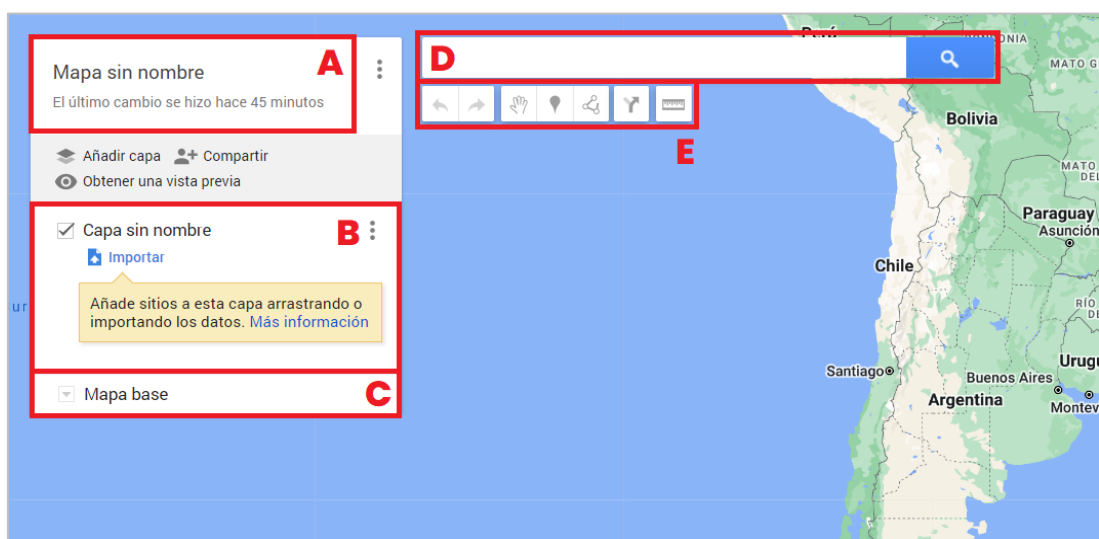 A
Mapa sin nombre
El último cambio se hizo hace 45 minutos
Añadir capa Compartir
Obtener una vista previa
B
Capa sin nombre
Importar
Añade sitios a esta capa arrastrando o
importando los datos. Más información
C
Mapa base
D
E
Perú
MATO G
Bolivia
MATO
DEL
Paraguay
Asunción
Chile
RÍO
DE
ur
Santiago
Urugu
Buenos Aires
Argentina
Montev